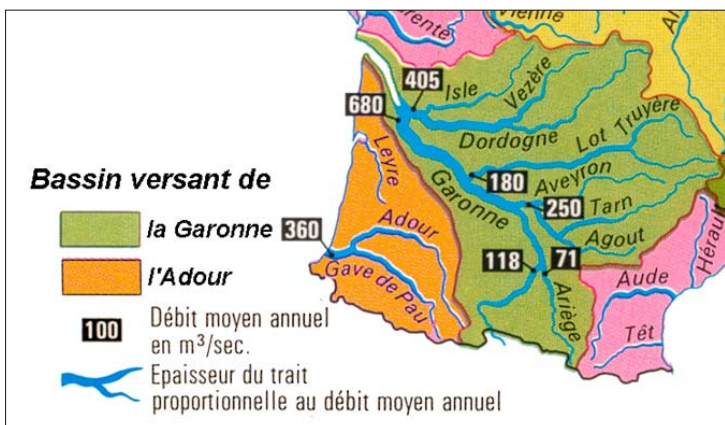 Vienne
405
Isle
Vezère
680
Dordogne
Lot
Truyère
Leyre
Bassin versant de
Garonne
180
Aveyron
250
Tarn
la Garonne
360
Adour
Agout
Hérault
l'Adour
Gave de Pau
118
71
Aude
Ariège
Têt
100
Débit moyen annuel
en m³/sec.
Epaisseur du trait
proportionnelle au débit moyen annuel